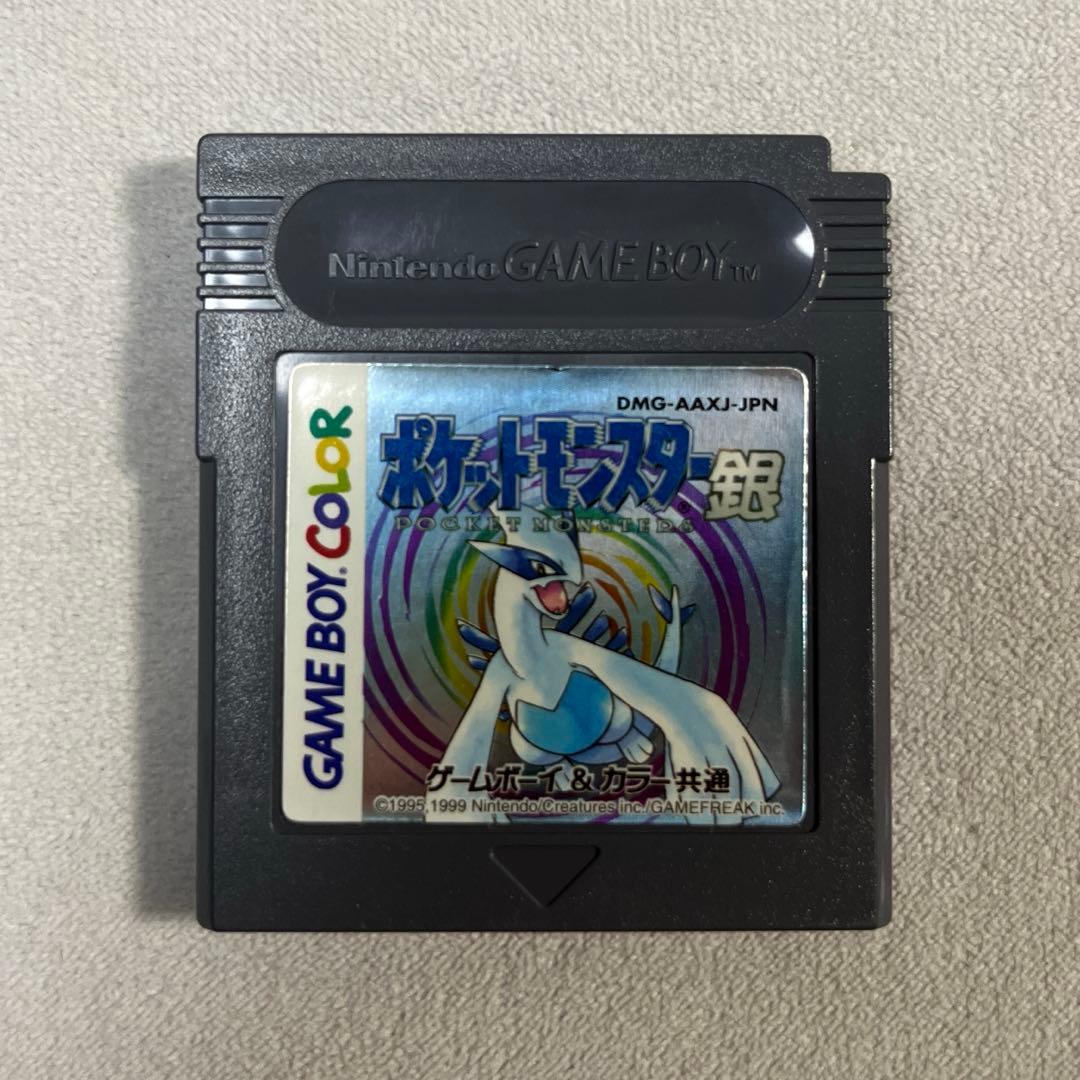 Nintendo GAME BOY™
GAME BOY COLOR
DMG-AAXJ-JPN
ポケットモンスター銀
POCKET MONSTERS
ゲームボーイ&カラー共通
©1995,1999 Nintendo/Creatures inc./GAMEFREAK inc.